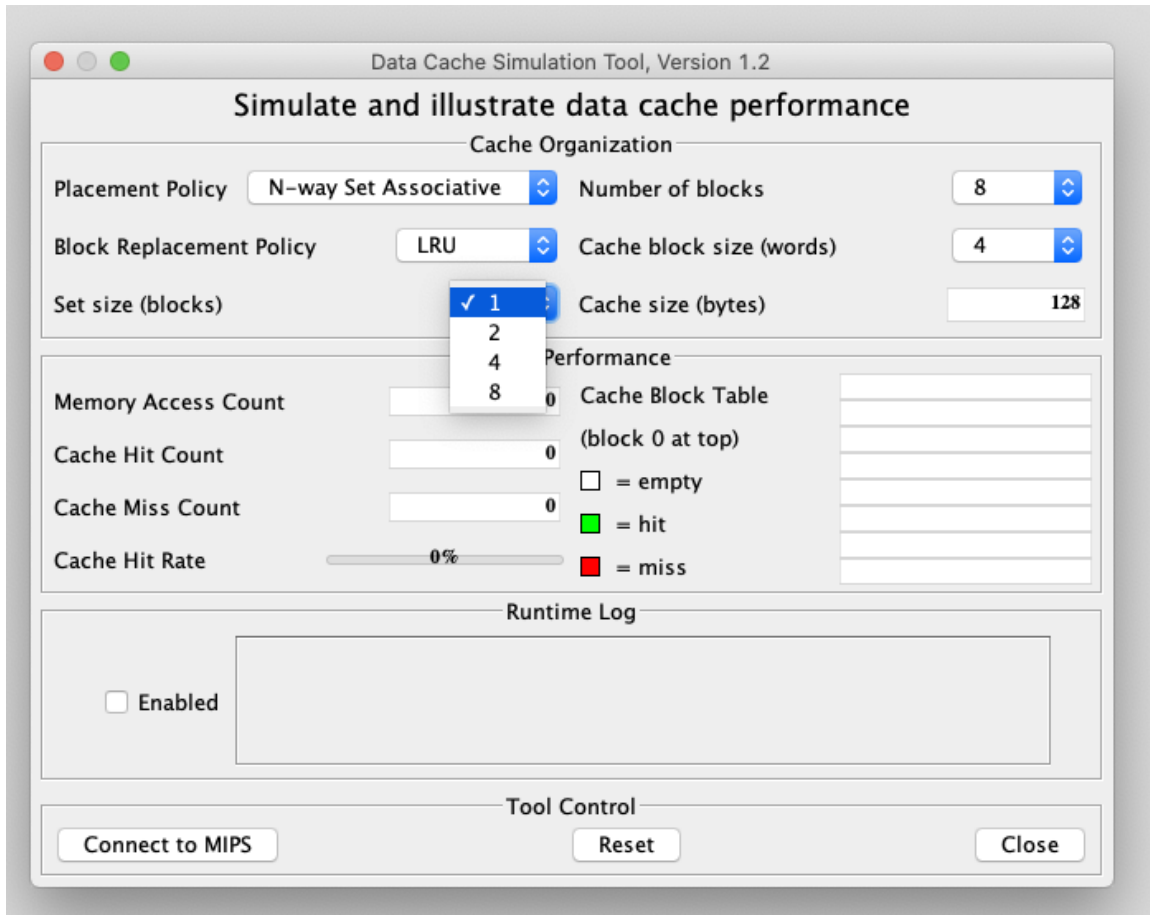 Data Cache Simulation Tool, Version 1.2
Simulate and illustrate data cache performance
Cache Organization
Placement Policy N-way Set Associative Number of blocks 8
Block Replacement Policy LRU Cache block size (words) 4
Set size (blocks) ✓ 1 Cache size (bytes) 128
2
4
8
Performance
Memory Access Count 0 Cache Block Table
(block 0 at top)
Cache Hit Count 0
= empty
Cache Miss Count 0
= hit
Cache Hit Rate 0%
= miss
Runtime Log
Enabled
Tool Control
Connect to MIPS Reset Close